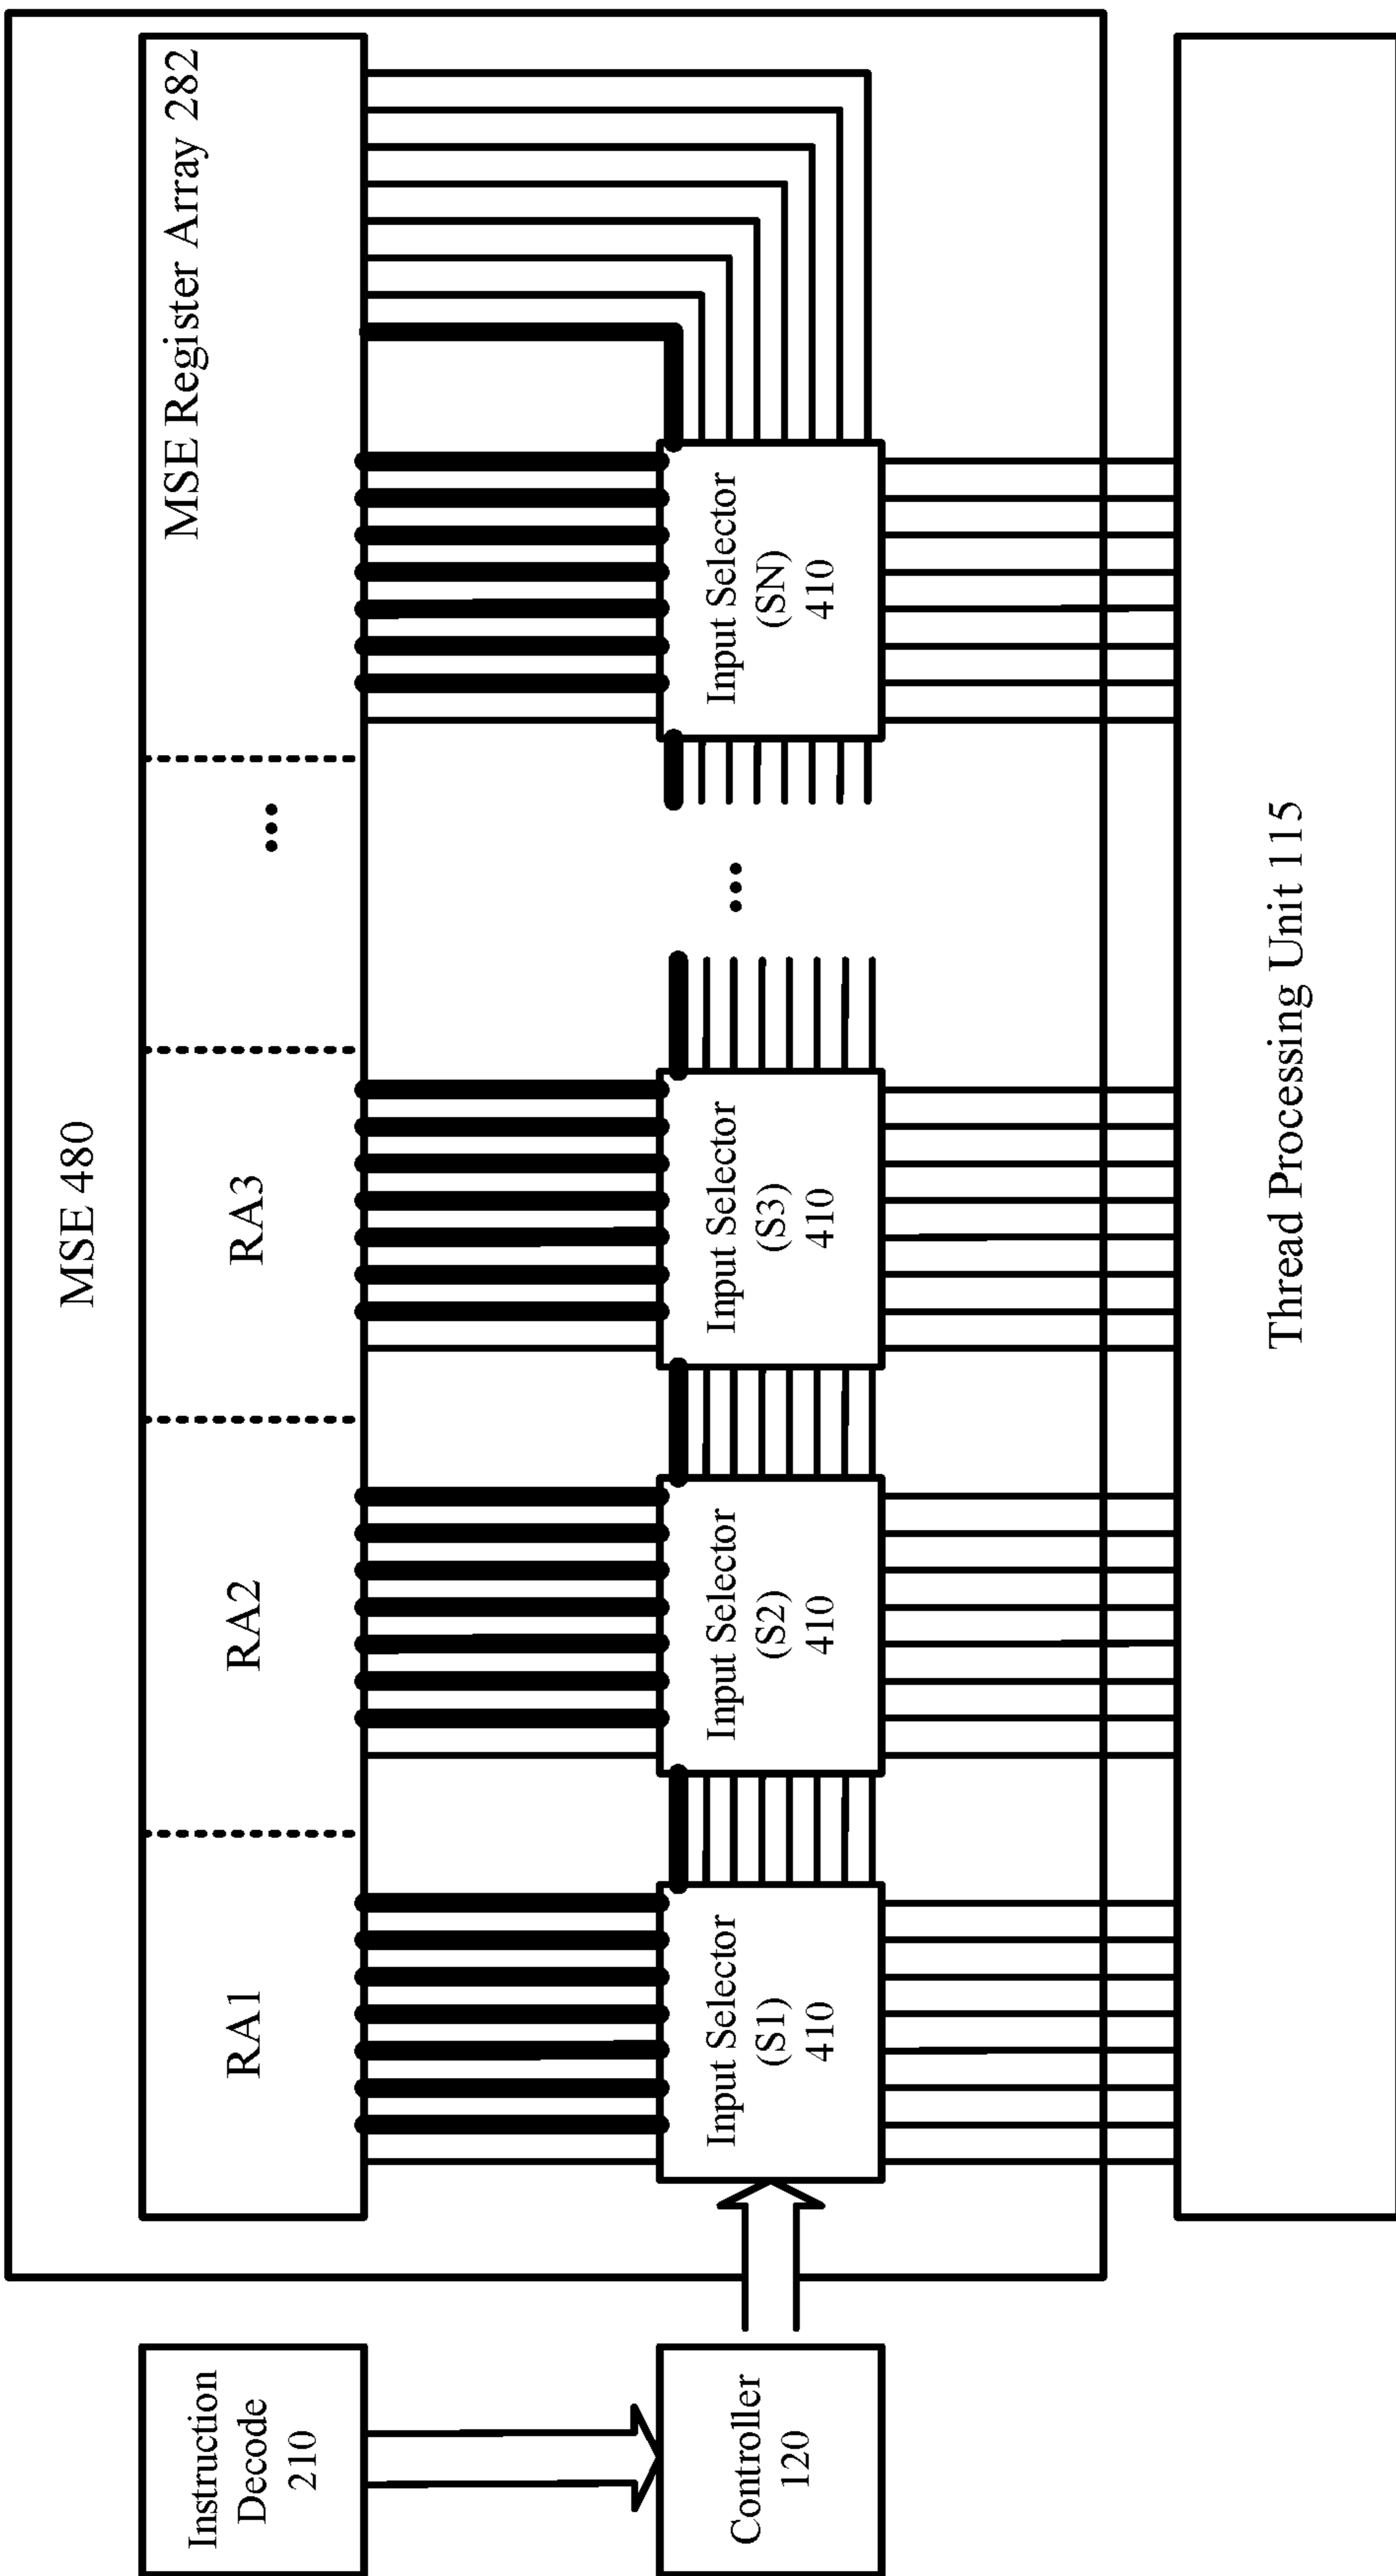 MSE 480
Instruction
Decode
210
RA1
RA2
RA3
...
MSE Register Array 282
Controller
120
Input Selector
(S1)
410
Input Selector
(S2)
410
Input Selector
(S3)
410
...
Input Selector
(SN)
410
Thread Processing Unit 115